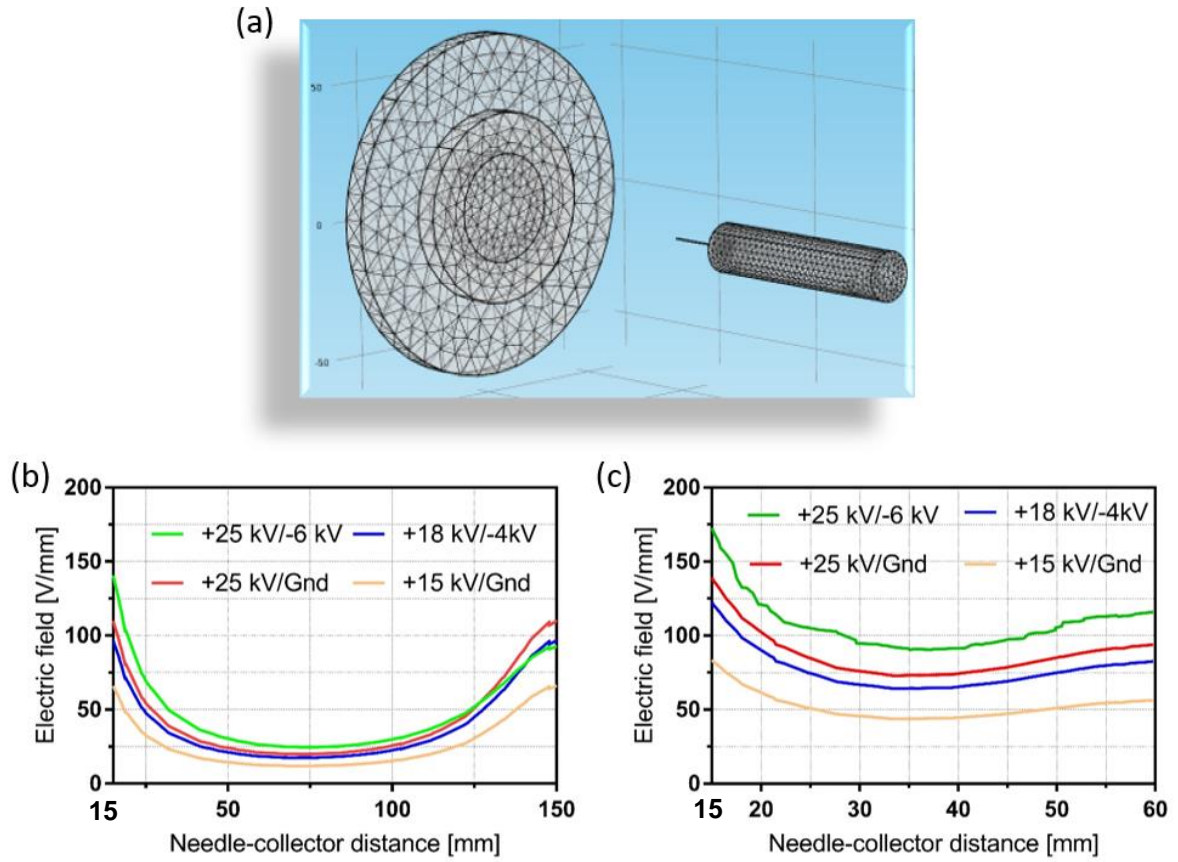 (a)
50
0
-50
(b)
200
150
100
50
0
Electric field [V/mm]
+25 kV/-6 kV
+18 kV/-4kV
+25 kV/Gnd
+15 kV/Gnd
15
50
100
150
Needle-collector distance [mm]
(c)
200
150
100
50
0
Electric field [V/mm]
+25 kV/-6 kV
+18 kV/-4kV
+25 kV/Gnd
+15 kV/Gnd
15
20
30
40
50
60
Needle-collector distance [mm]